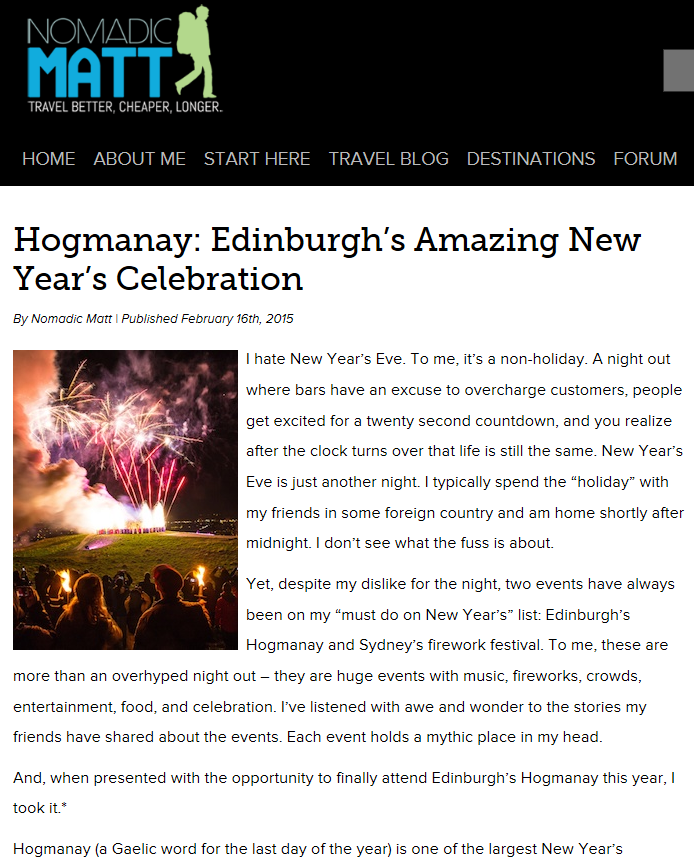 NOMADIC
MATT
TRAVEL BETTER, CHEAPER, LONGER.
HOME ABOUT ME START HERE TRAVEL BLOG DESTINATIONS FORUM
Hogmanay: Edinburgh’s Amazing New
Year’s Celebration
By Nomadic Matt | Published February 16th, 2015
I hate New Year’s Eve. To me, it’s a non-holiday. A night out
where bars have an excuse to overcharge customers, people
get excited for a twenty second countdown, and you realize
after the clock turns over that life is still the same. New Year’s
Eve is just another night. I typically spend the “holiday” with
my friends in some foreign country and am home shortly after
midnight. I don’t see what the fuss is about.
Yet, despite my dislike for the night, two events have always
been on my “must do on New Year’s” list: Edinburgh’s
Hogmanay and Sydney’s firework festival. To me, these are
more than an overhyped night out – they are huge events with music, fireworks, crowds,
entertainment, food, and celebration. I’ve listened with awe and wonder to the stories my
friends have shared about the events. Each event holds a mythic place in my head.
And, when presented with the opportunity to finally attend Edinburgh’s Hogmanay this year, I
took it.*
Hogmanay (a Gaelic word for the last day of the year) is one of the largest New Year’s